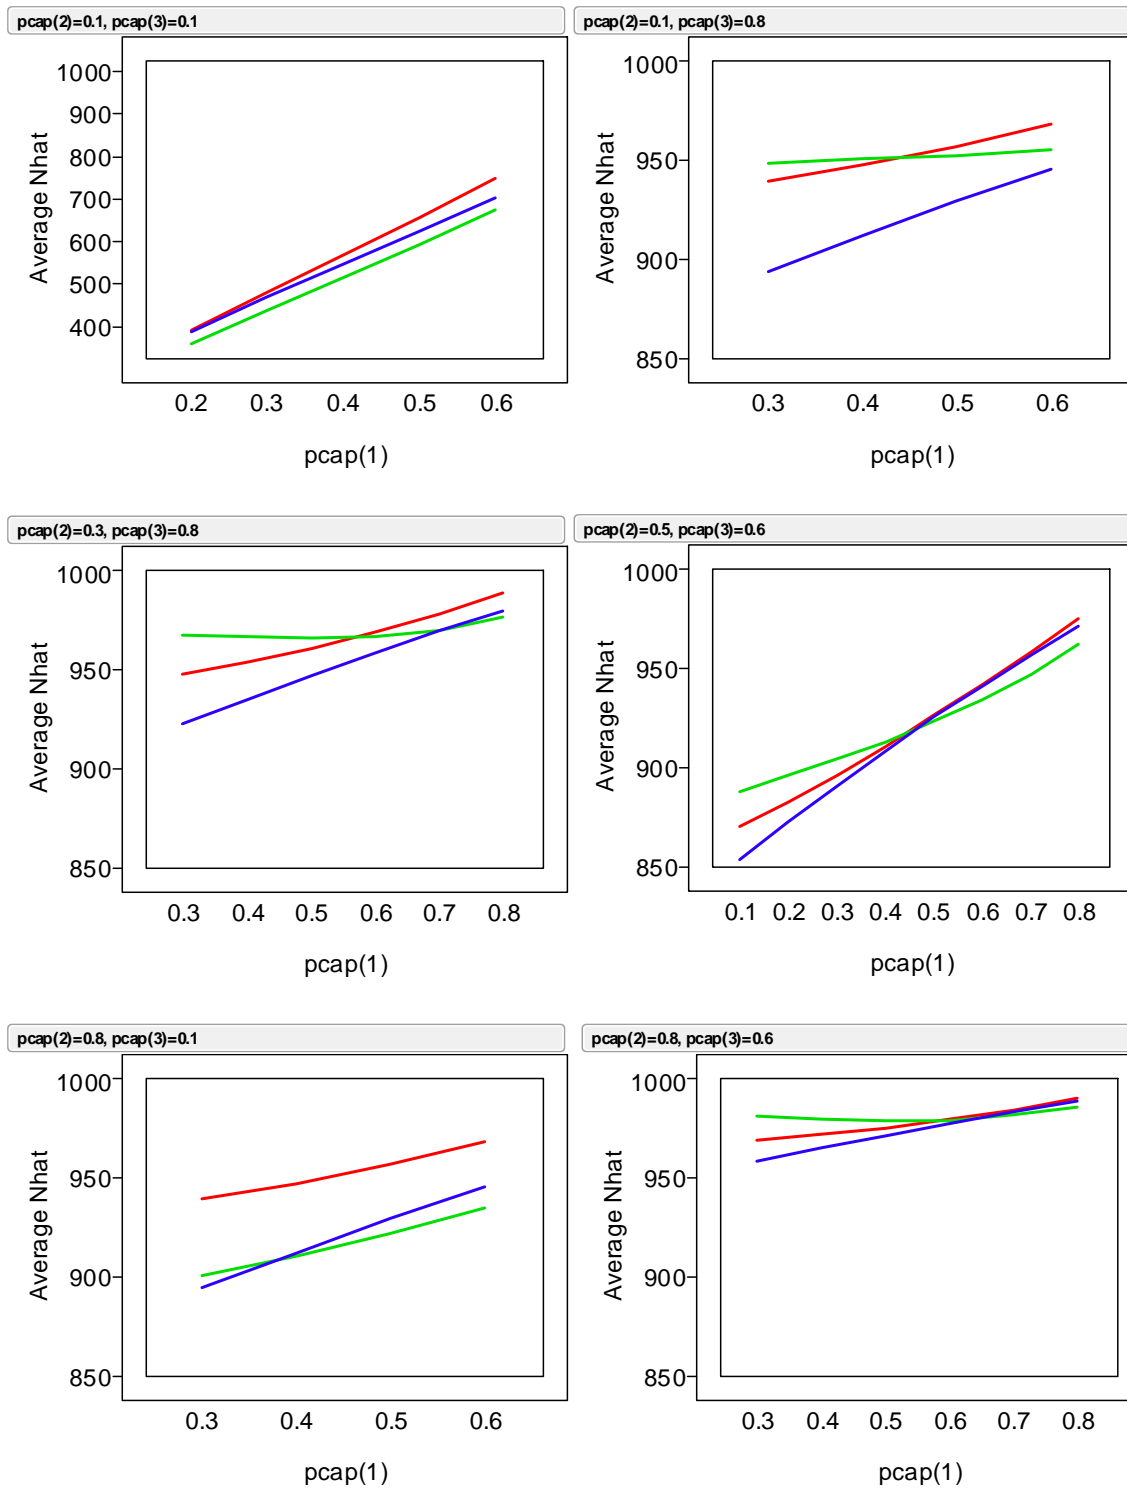 pcap(2)=0.1, pcap(3)=0.1
1000
900
800
700
600
500
400
Average Nhat
0.2 0.3 0.4 0.5 0.6
pcap(1)
pcap(2)=0.1, pcap(3)=0.8
1000
950
900
850
Average Nhat
0.3 0.4 0.5 0.6
pcap(1)
pcap(2)=0.3, pcap(3)=0.8
1000
950
900
850
Average Nhat
0.3 0.4 0.5 0.6 0.7 0.8
pcap(1)
pcap(2)=0.5, pcap(3)=0.6
1000
950
900
850
Average Nhat
0.1 0.2 0.3 0.4 0.5 0.6 0.7 0.8
pcap(1)
pcap(2)=0.8, pcap(3)=0.1
1000
950
900
850
Average Nhat
0.3 0.4 0.5 0.6
pcap(1)
pcap(2)=0.8, pcap(3)=0.6
1000
950
900
850
Average Nhat
0.3 0.4 0.5 0.6 0.7 0.8
pcap(1)